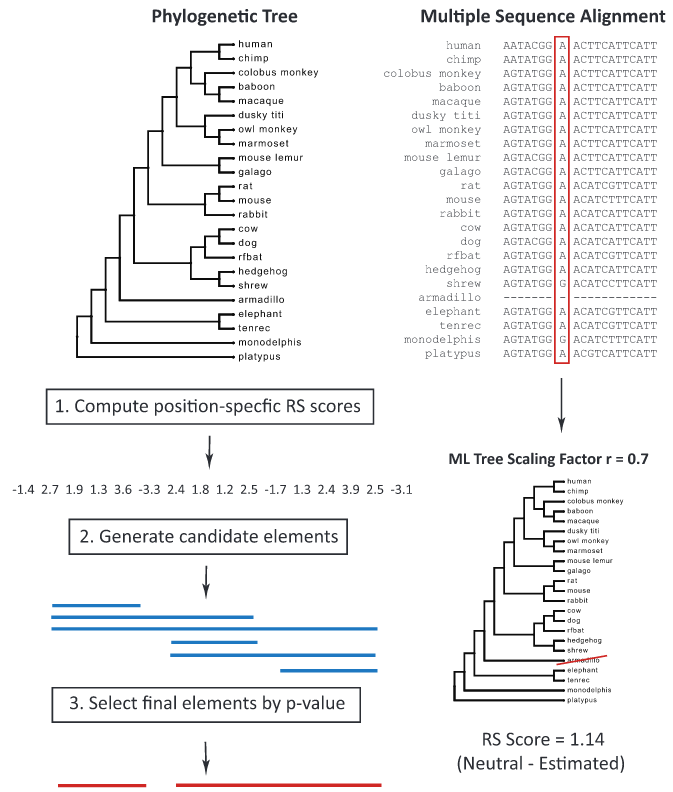 Phylogenetic Tree
human
chimp
colobus monkey
baboon
macaque
dusky titi
owl monkey
marmoset
mouse lemur
galago
rat
mouse
rabbit
cow
dog
rfbat
hedgehog
shrew
armadillo
elephant
tenrec
monodelphis
platypus
Multiple Sequence Alignment
human AATACGG A ACTTCATTCATT
chimp AATATGG A ACTTCATTCATT
colobus monkey AGTATGG A ACTTCATTCATT
baboon AGTATGG A ACTTCATTCATT
macaque AGTATGG A ACTTCATTCATT
dusky titi AGTATGG A ACTTCATTCATT
owl monkey AGTATGG A ACTTCATTCATT
marmoset AGTATGG A ACTTCATTCATT
mouse lemur AGTATGG A ACTTCATTCATT
galago AGTATGG A ACTTCATTCATT
rat AGTATGG A ACATCGTTCATT
mouse AGTATGG A ACATCATTCATT
rabbit AGTATGG A ACATCGTTCATT
cow AGTATGG A ACATCATTCATT
dog AGTACGG A ACATCATTCATT
rfbat AGTATGG A ACATCGTTCATT
hedgehog AGTATGG A ACATCATTCATT
shrew AGTATGG G ACATCCTTCATT
armadillo ------- - ------------
elephant AGTATGG A ACATCGTTCATT
tenrec AGTATGG A ACATCATTCATT
monodelphis AGTATGG G ACATCTTTCATT
platypus AGTATGG A ACGTCATTCATT
1. Compute position-specfic RS scores
-1.4 2.7 1.9 1.3 3.6 -3.3 2.4 1.8 1.2 2.5 -1.7 1.3 2.4 3.9 2.5 -3.1
2. Generate candidate elements
3. Select final elements by p-value
ML Tree Scaling Factor r = 0.7
human
chimp
colobus monkey
baboon
macaque
dusky titi
owl monkey
marmoset
mouse lemur
galago
rat
mouse
rabbit
cow
dog
rfbat
hedgehog
shrew
armadillo
elephant
tenrec
monodelphis
platypus
RS Score = 1.14
(Neutral - Estimated)